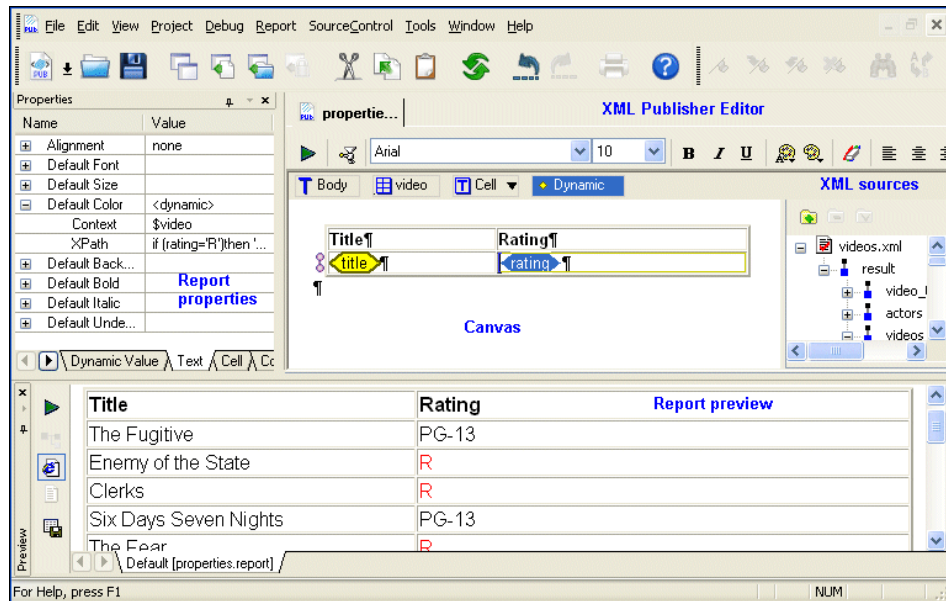 File Edit View Project Debug Report SourceControl Tools Window Help
PUB
Properties
Name Value
Alignment none
Default Font
Default Size
Default Color <dynamic>
Context $video
XPath if (rating='R')then '...
Default Back...
Default Bold
Default Italic
Default Unde...
Report properties
Dynamic Value Text Cell Cc
propertie...
XML Publisher Editor
Arial 10 B I U
Body video Cell Dynamic
XML sources
Title¶ Rating¶
title ¶ rating ¶
¶
Canvas
videos.xml
result
video_
actors
videos
Preview
Title Rating
Report preview
The Fugitive PG-13
Enemy of the State R
Clerks R
Six Days Seven Nights PG-13
The Fear R
Default [properties.report]
For Help, press F1 NUM